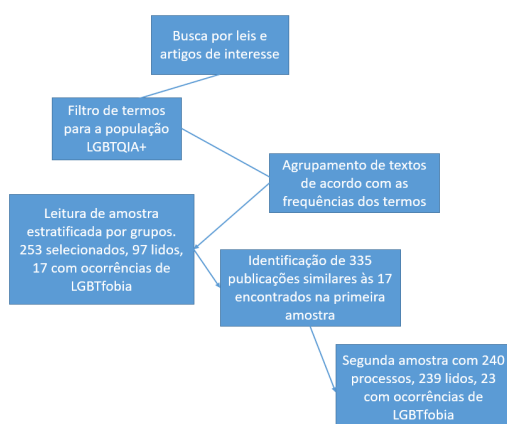 Busca por leis e
artigos de interesse
Filtro de termos
para a população
LGBTQIA+
Agrupamento de textos
de acordo com as
frequências dos termos
Leitura de amostra
estratificada por grupos.
253 selecionados, 97 lidos,
17 com ocorrências de
LGBTfobia
Identificação de 335
publicações similares às 17
encontrados na primeira
amostra
Segunda amostra com 240
processos, 239 lidos, 23
com ocorrências de
LGBTfobia